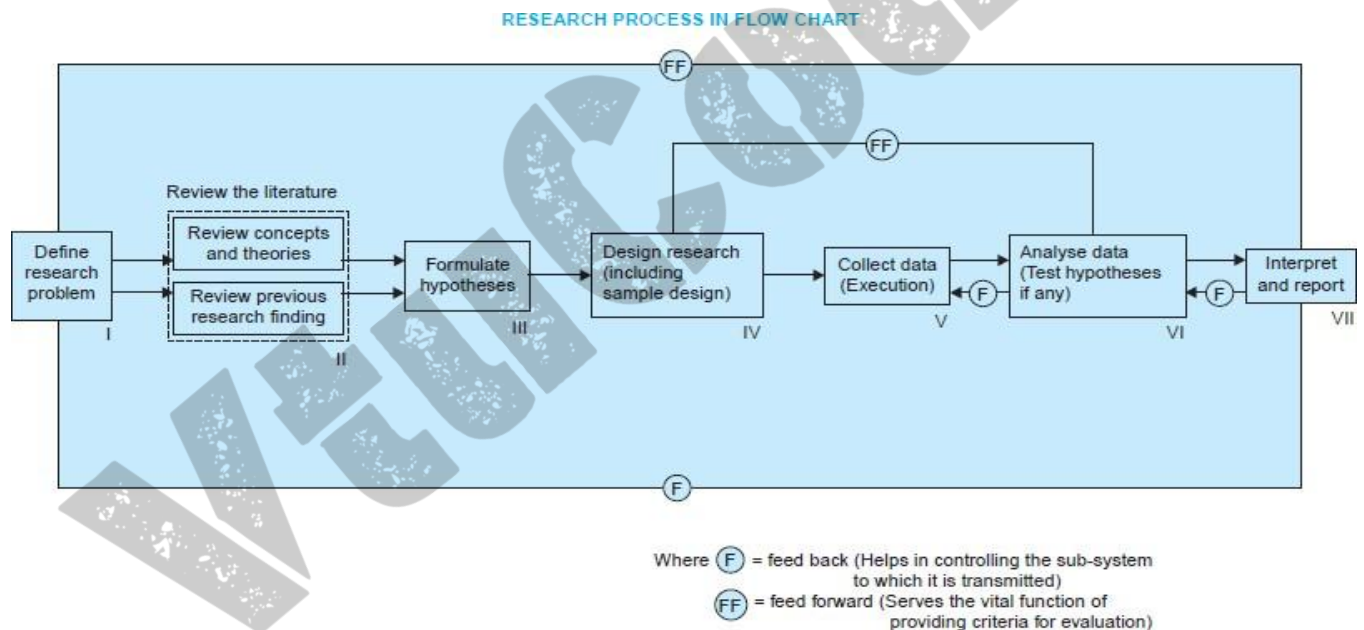 RESEARCH PROCESS IN FLOW CHART
FF
FF
Review the literature
Define
research
problem
I
Review concepts
and theories
Review previous
research finding
II
Formulate
hypotheses
III
Design research
(including
sample design)
IV
Collect data
(Execution)
V
F
Analyse data
(Test hypotheses
if any)
VI
F
Interpret
and report
VII
F
Where F = feed back (Helps in controlling the sub-system
to which it is transmitted)
FF = feed forward (Serves the vital function of
providing criteria for evaluation)